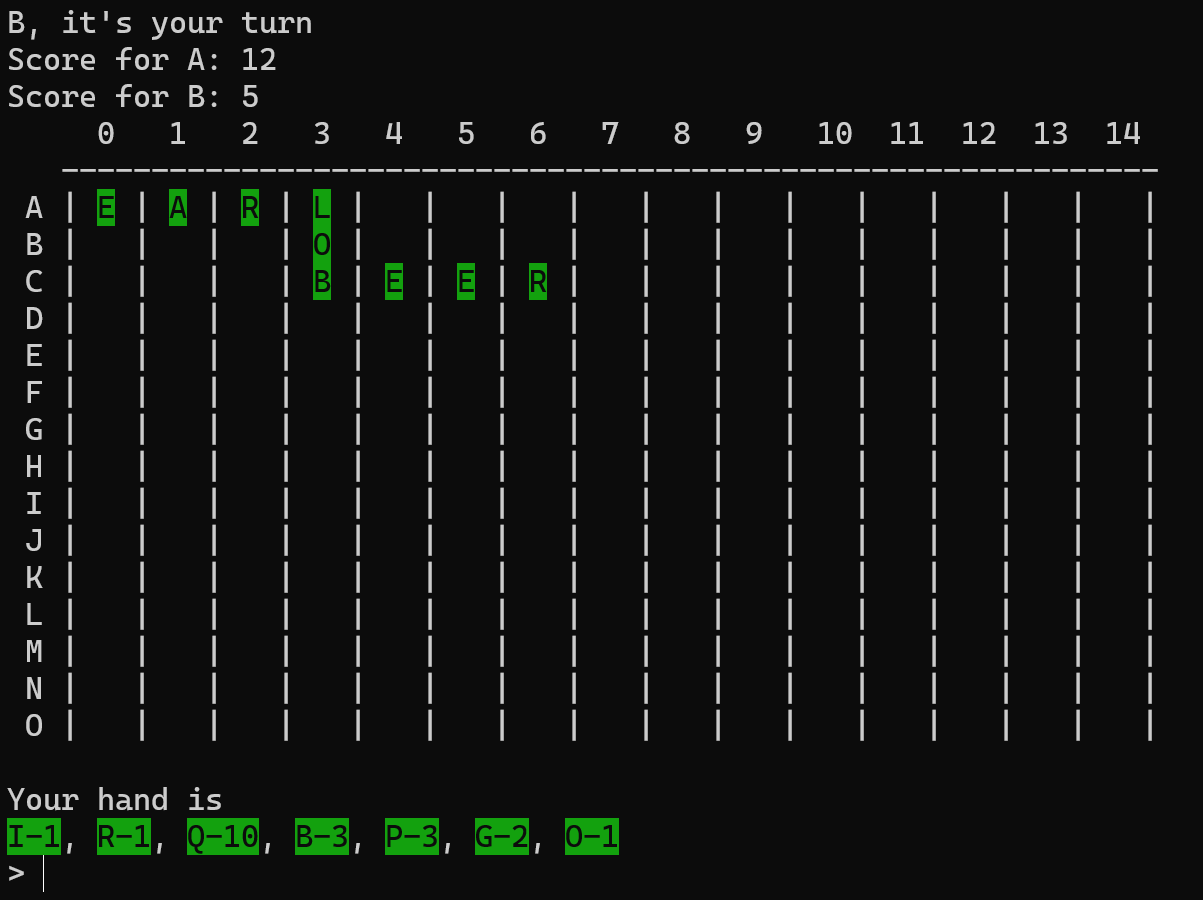 B, it's your turn
Score for A: 12
Score for B: 5
0 1 2 3 4 5 6 7 8 9 10 11 12 13 14
-------------------------------------------------------------
A | E | A | R | L | | | | | | | | | | | |
B | | | | O | | | | | | | | | | | |
C | | | | B | E | E | R | | | | | | | | |
D | | | | | | | | | | | | | | | |
E | | | | | | | | | | | | | | | |
F | | | | | | | | | | | | | | | |
G | | | | | | | | | | | | | | | |
H | | | | | | | | | | | | | | | |
I | | | | | | | | | | | | | | | |
J | | | | | | | | | | | | | | | |
K | | | | | | | | | | | | | | | |
L | | | | | | | | | | | | | | | |
M | | | | | | | | | | | | | | | |
N | | | | | | | | | | | | | | | |
O | | | | | | | | | | | | | | | |
Your hand is
I-1, R-1, Q-10, B-3, P-3, G-2, O-1
>